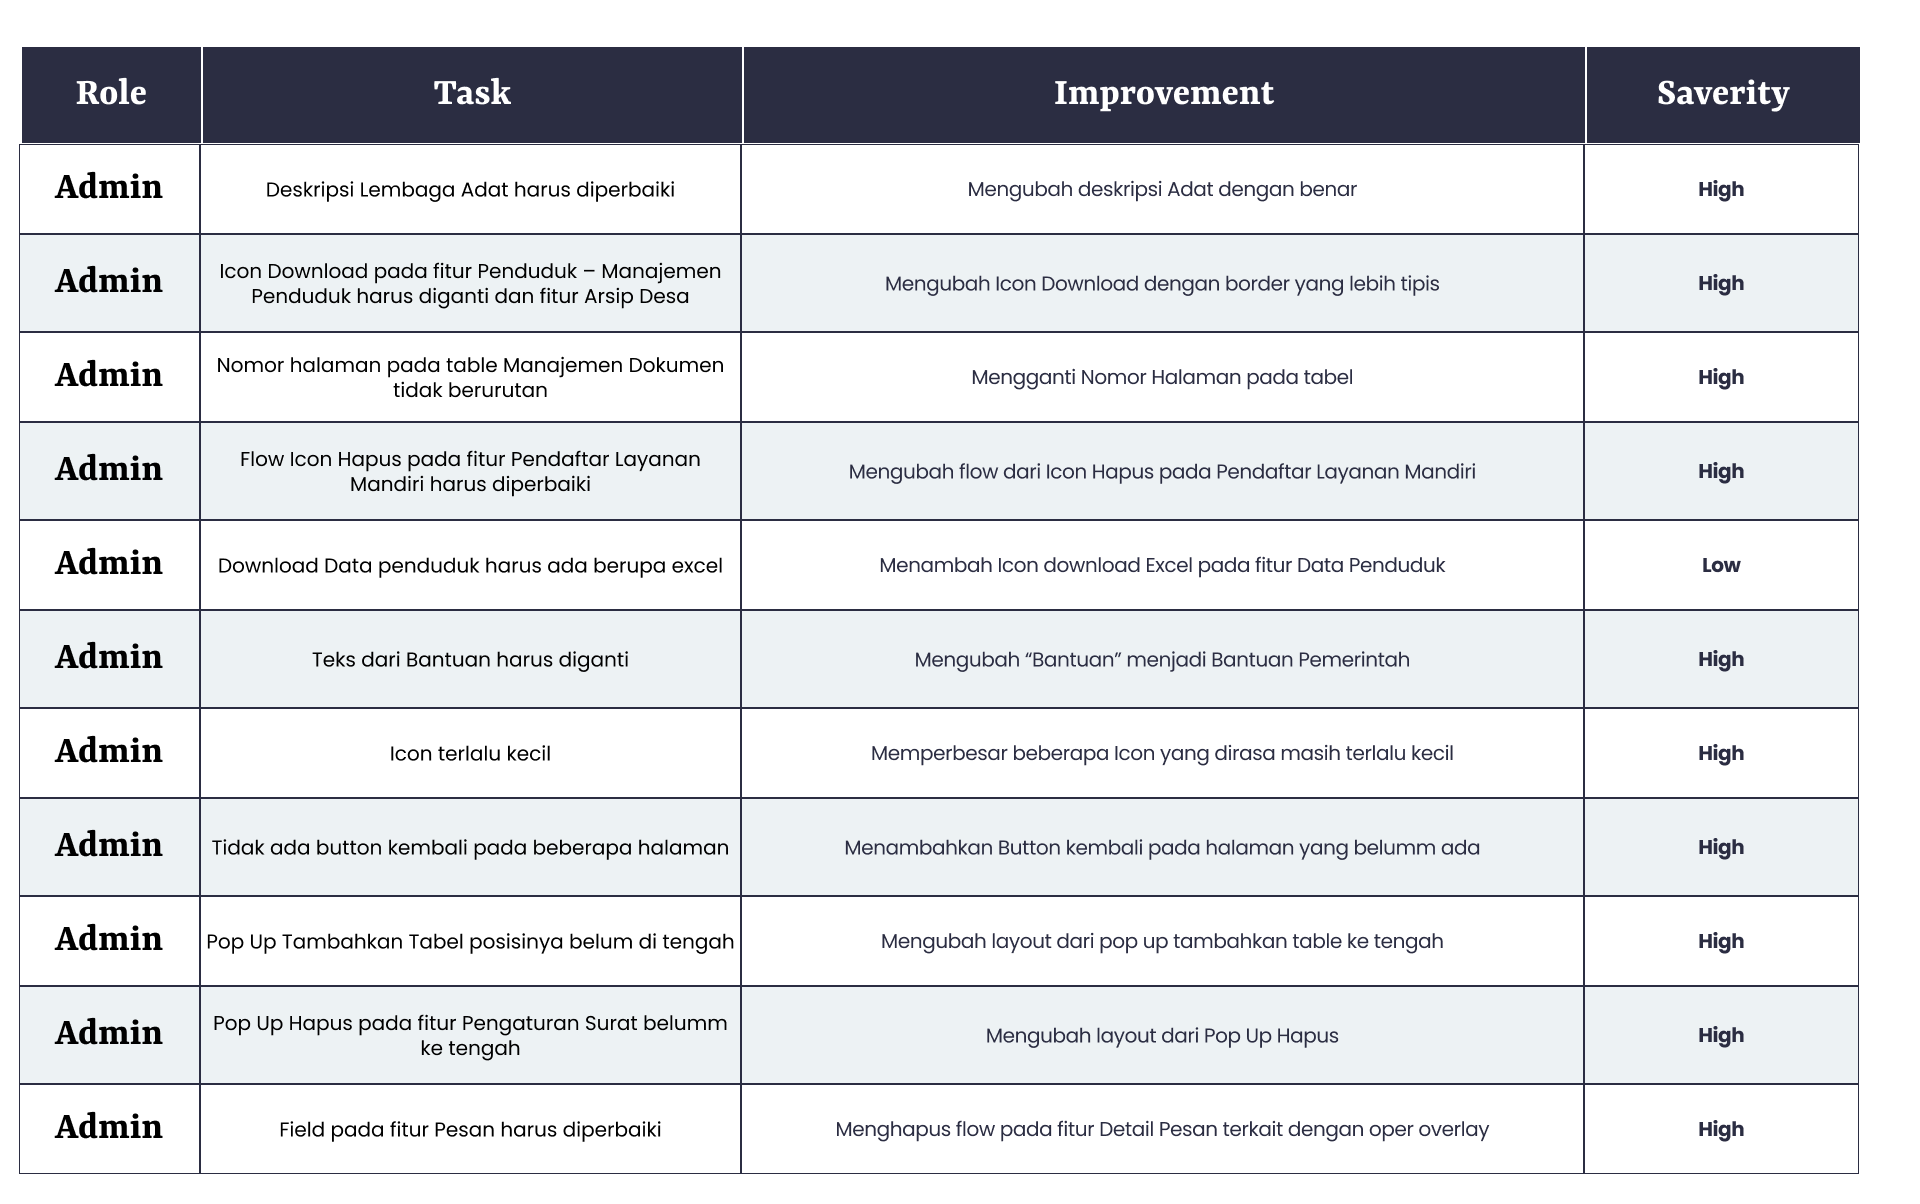 Role Task Improvement Saverity
Admin Deskripsi Lembaga Adat harus diperbaiki Mengubah deskripsi Adat dengan benar High
Admin Icon Download pada fitur Penduduk – Manajemen
Penduduk harus diganti dan fitur Arsip Desa Mengubah Icon Download dengan border yang lebih tipis High
Admin Nomor halaman pada table Manajemen Dokumen
tidak berurutan Mengganti Nomor Halaman pada tabel High
Admin Flow Icon Hapus pada fitur Pendaftar Layanan
Mandiri harus diperbaiki Mengubah flow dari Icon Hapus pada Pendaftar Layanan Mandiri High
Admin Download Data penduduk harus ada berupa excel Menambah Icon download Excel pada fitur Data Penduduk Low
Admin Teks dari Bantuan harus diganti Mengubah “Bantuan” menjadi Bantuan Pemerintah High
Admin Icon terlalu kecil Memperbesar beberapa Icon yang dirasa masih terlalu kecil High
Admin Tidak ada button kembali pada beberapa halaman Menambahkan Button kembali pada halaman yang belumm ada High
Admin Pop Up Tambahkan Tabel posisinya belum di tengah Mengubah layout dari pop up tambahkan table ke tengah High
Admin Pop Up Hapus pada fitur Pengaturan Surat belumm
ke tengah Mengubah layout dari Pop Up Hapus High
Admin Field pada fitur Pesan harus diperbaiki Menghapus flow pada fitur Detail Pesan terkait dengan oper overlay High